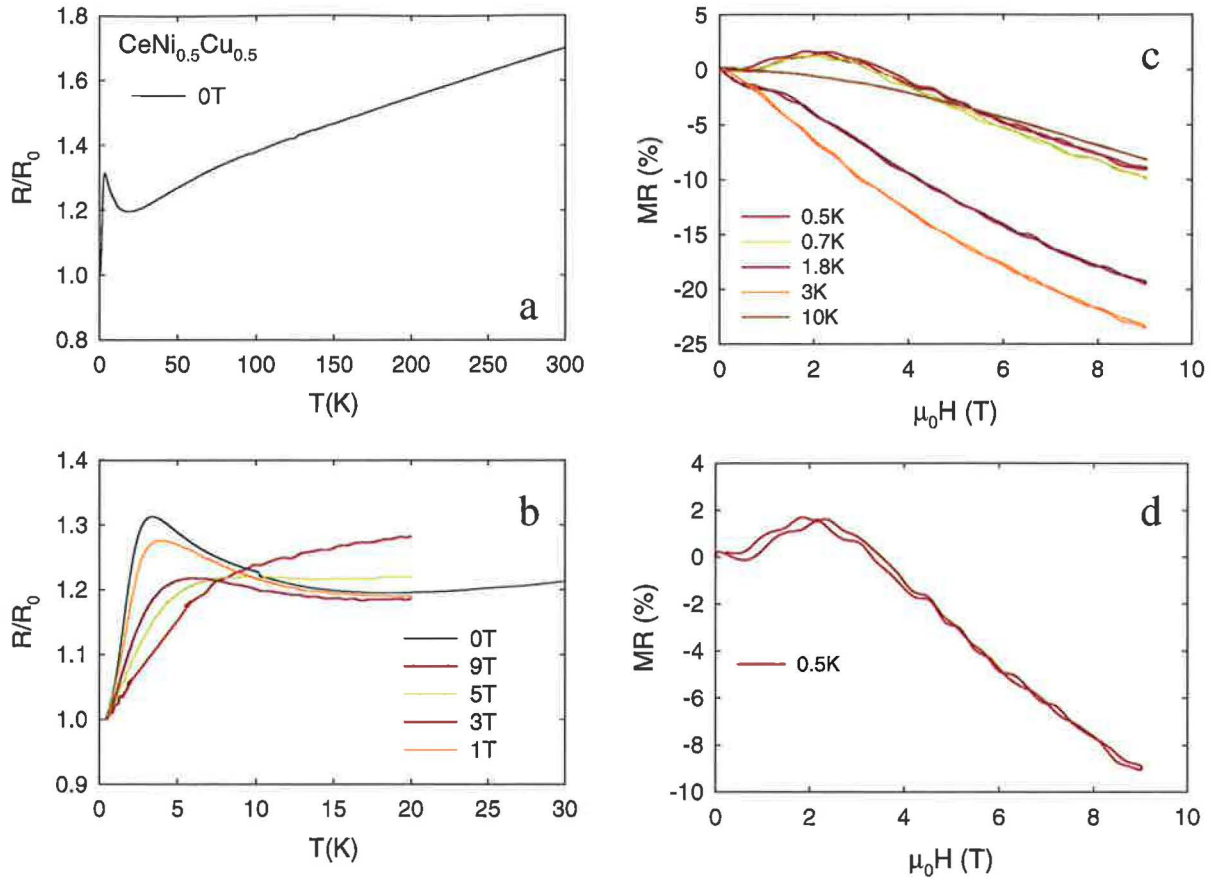 1.8
1.6
1.4
1.2
1.0
0.8
R/R0
CeNi0.5Cu0.5
0T
a
0 50 100 150 200 250 300
T(K)
5
0
-5
-10
-15
-20
-25
MR (%)
c
0.5K
0.7K
1.8K
3K
10K
0 2 4 6 8 10
μ0H (T)
1.4
1.3
1.2
1.1
1.0
0.9
R/R0
b
0T
9T
5T
3T
1T
0 5 10 15 20 25 30
T(K)
4
2
0
-2
-4
-6
-8
-10
MR (%)
d
0.5K
0 2 4 6 8 10
μ0H (T)